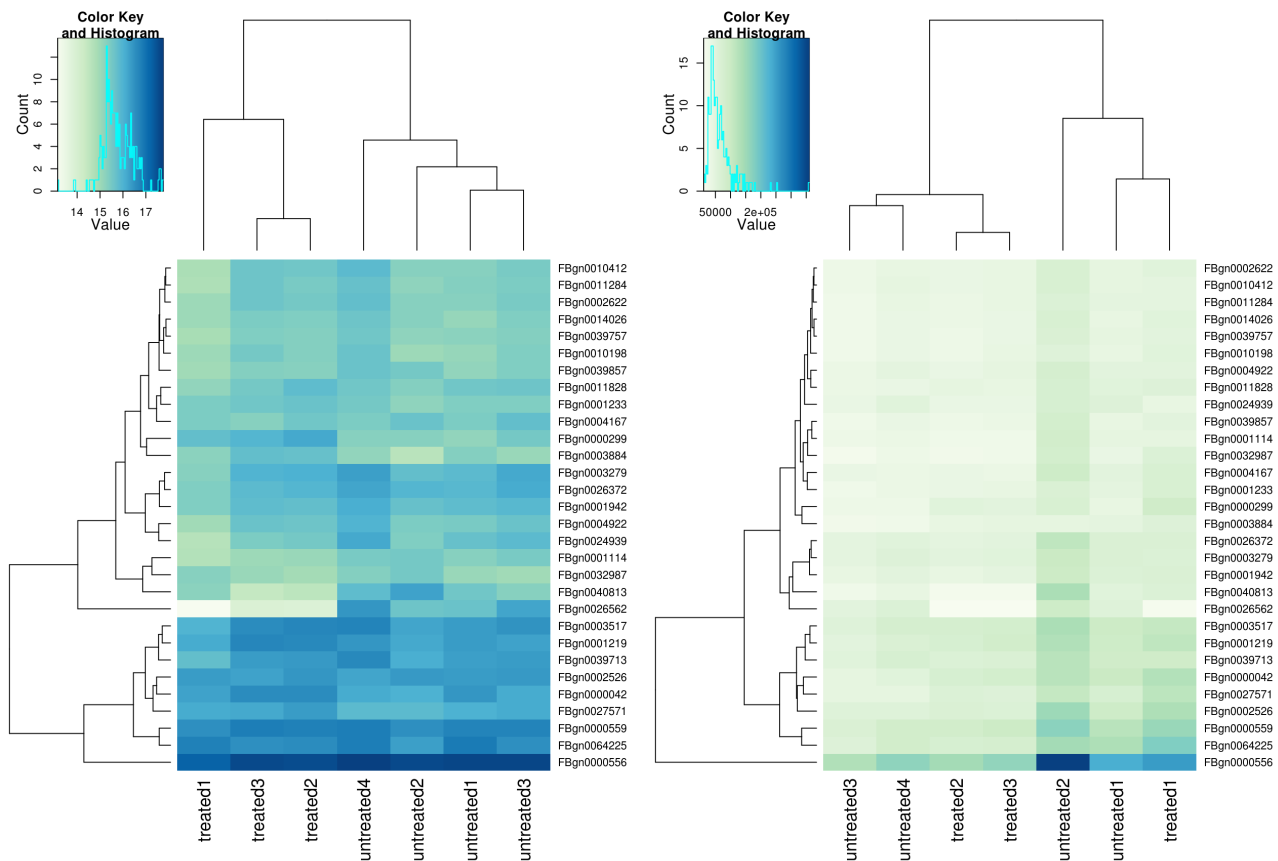 Color Key
and Histogram
Count
0 2 4 6 8 10
14 15 16 17
Value
FBgn0010412
FBgn0011284
FBgn0002622
FBgn0014026
FBgn0039757
FBgn0010198
FBgn0039857
FBgn0011828
FBgn0001233
FBgn0004167
FBgn0000299
FBgn0003884
FBgn0003279
FBgn0026372
FBgn0001942
FBgn0004922
FBgn0024939
FBgn0001114
FBgn0032987
FBgn0040813
FBgn0026562
FBgn0003517
FBgn0001219
FBgn0039713
FBgn0002526
FBgn0000042
FBgn0027571
FBgn0000559
FBgn0064225
FBgn0000556
treated1
treated3
treated2
untreated4
untreated2
untreated1
untreated3
Color Key
and Histogram
Count
0 5 10 15
50000 2e+05
Value
FBgn0002622
FBgn0010412
FBgn0011284
FBgn0014026
FBgn0039757
FBgn0010198
FBgn0004922
FBgn0011828
FBgn0024939
FBgn0039857
FBgn0001114
FBgn0032987
FBgn0004167
FBgn0001233
FBgn0000299
FBgn0003884
FBgn0026372
FBgn0003279
FBgn0001942
FBgn0040813
FBgn0026562
FBgn0003517
FBgn0001219
FBgn0039713
FBgn0000042
FBgn0027571
FBgn0002526
FBgn0000559
FBgn0064225
FBgn0000556
untreated3
untreated4
treated2
treated3
untreated2
untreated1
treated1